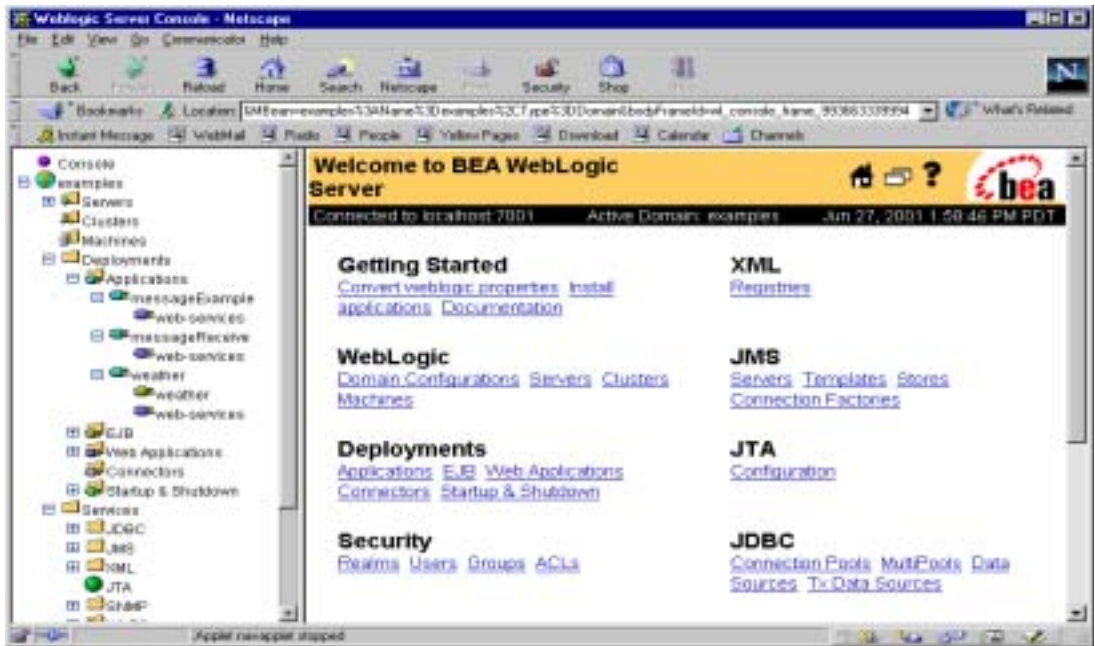 Weblogic Server Console - Netscape
File Edit View Go Communicator Help
Back Reload Home Search Netscape Security Shop
Bookmarks Location: What's Related
Instant Message WebMail Radio People Yellow Pages Download Calendar Channels
Console
examples
Servers
Clusters
Machines
Deployments
Applications
messageExample
web-services
messageReceive
web-services
weather
weather
web-services
EJB
Web Applications
Connectors
Startup & Shutdown
Services
JDBC
JMS
XML
JTA
SNMP
Welcome to BEA WebLogic
Server
?
bea
Connected to localhost:7001 Active Domain: examples Jun 27, 2001 1:58:46 PM PDT
Getting Started
Convert weblogic.properties Install
applications Documentation
XML
Registries
WebLogic
Domain Configurations Servers Clusters
Machines
JMS
Servers Templates Stores
Connection Factories
Deployments
Applications EJB Web Applications
Connectors Startup & Shutdown
JTA
Configuration
Security
Realms Users Groups ACLs
JDBC
Connection Pools MultiPools Data
Sources Tx Data Sources
Applet navapplet stopped